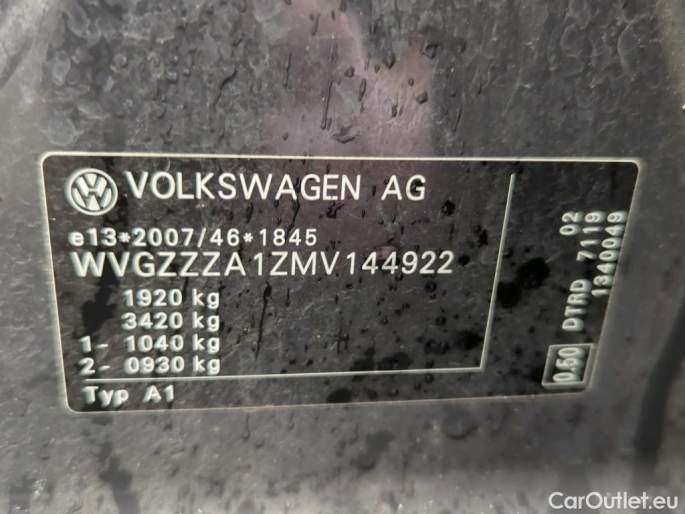 VOLKSWAGEN AG
e13*2007/46*1845
WVGZZZA1ZMV144922
1920 kg
3420 kg
1- 1040 kg
2- 0930 kg
Typ A1
0.50 DTRD 7119 02
1340049
CarOutlet.eu